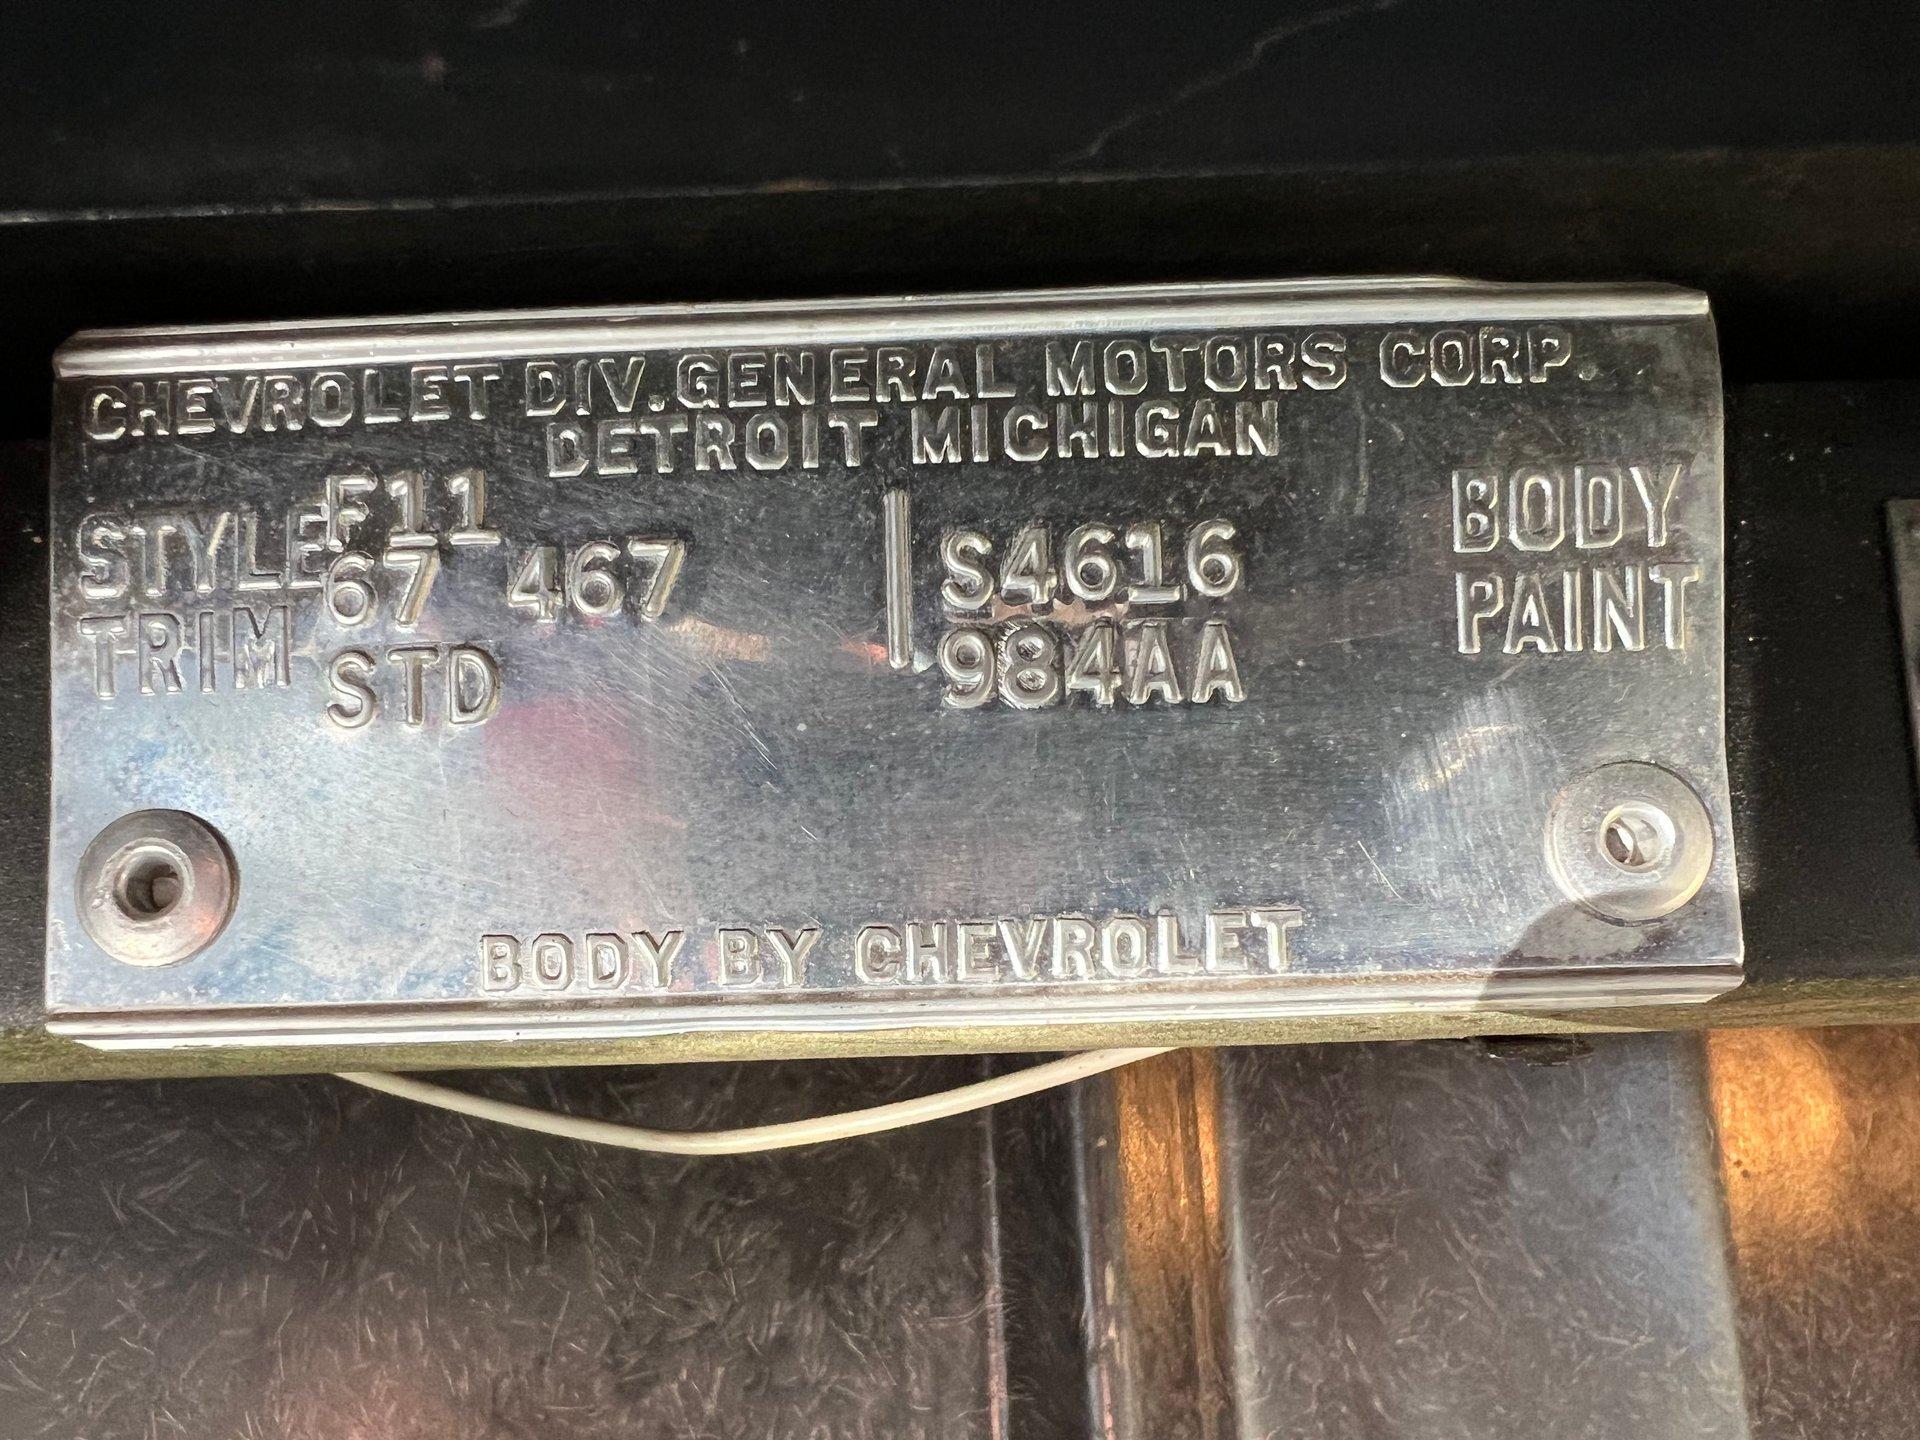 CHEVROLET DIV. GENERAL MOTORS CORP.
DETROIT MICHIGAN
F11
STYLE 67 467 S4616 BODY
TRIM STD 984AA PAINT
BODY BY CHEVROLET